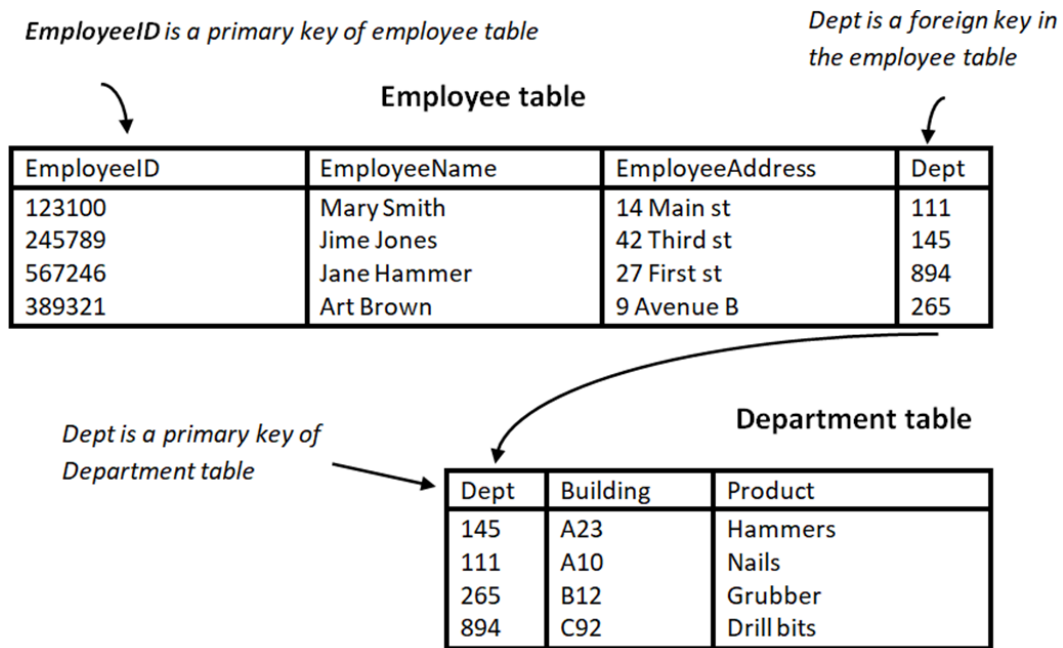 EmployeeID is a primary key of employee table
Dept is a foreign key in
the employee table
Employee table
EmployeeID EmployeeName EmployeeAddress Dept
123100 Mary Smith 14 Main st 111
245789 Jime Jones 42 Third st 145
567246 Jane Hammer 27 First st 894
389321 Art Brown 9 Avenue B 265
Department table
Dept is a primary key of
Department table
Dept Building Product
145 A23 Hammers
111 A10 Nails
265 B12 Grubber
894 C92 Drill bits